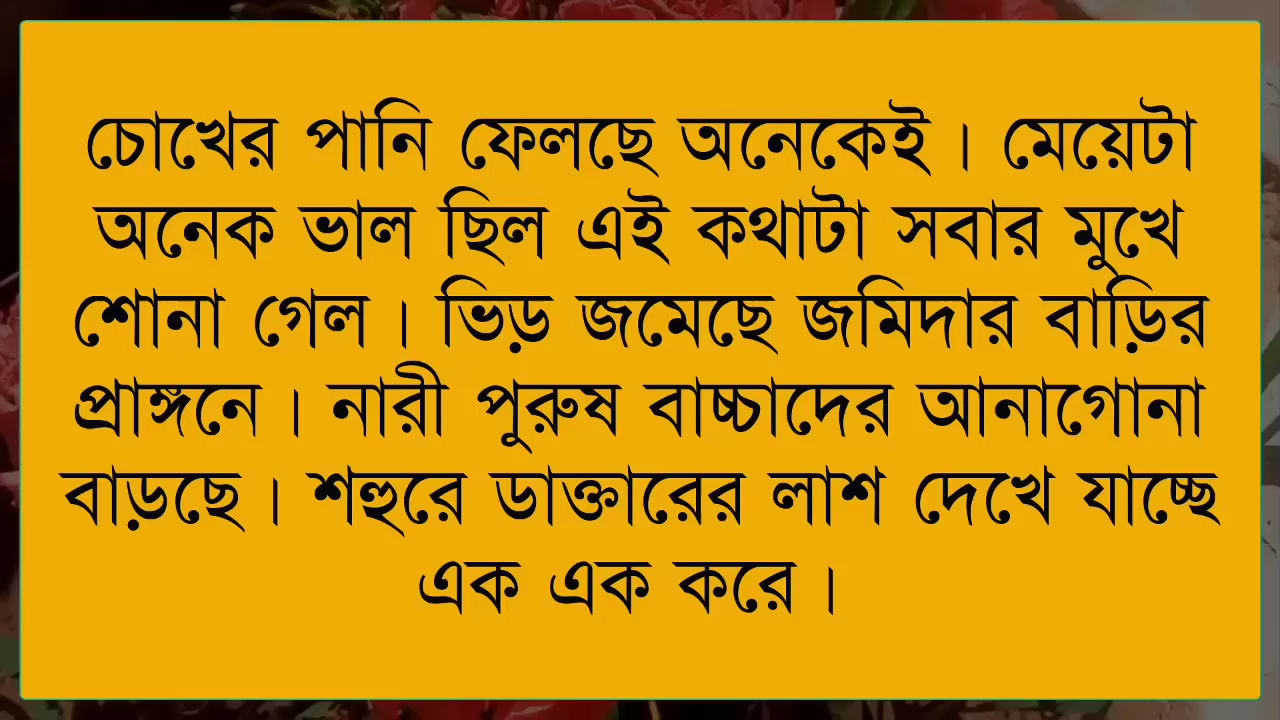 চোখের পানি ফেলছে অনেকেই। মেয়েটা
অনেক ভাল ছিল এই কথাটা সবার মুখে
শোনা গেল। ভিড় জমেছে জমিদার বাড়ির
প্রাঙ্গনে। নারী পুরুষ বাচ্চাদের আনাগোনা
বাড়ছে। শহুরে ডাক্তারের লাশ দেখে যাচ্ছে
এক এক করে।